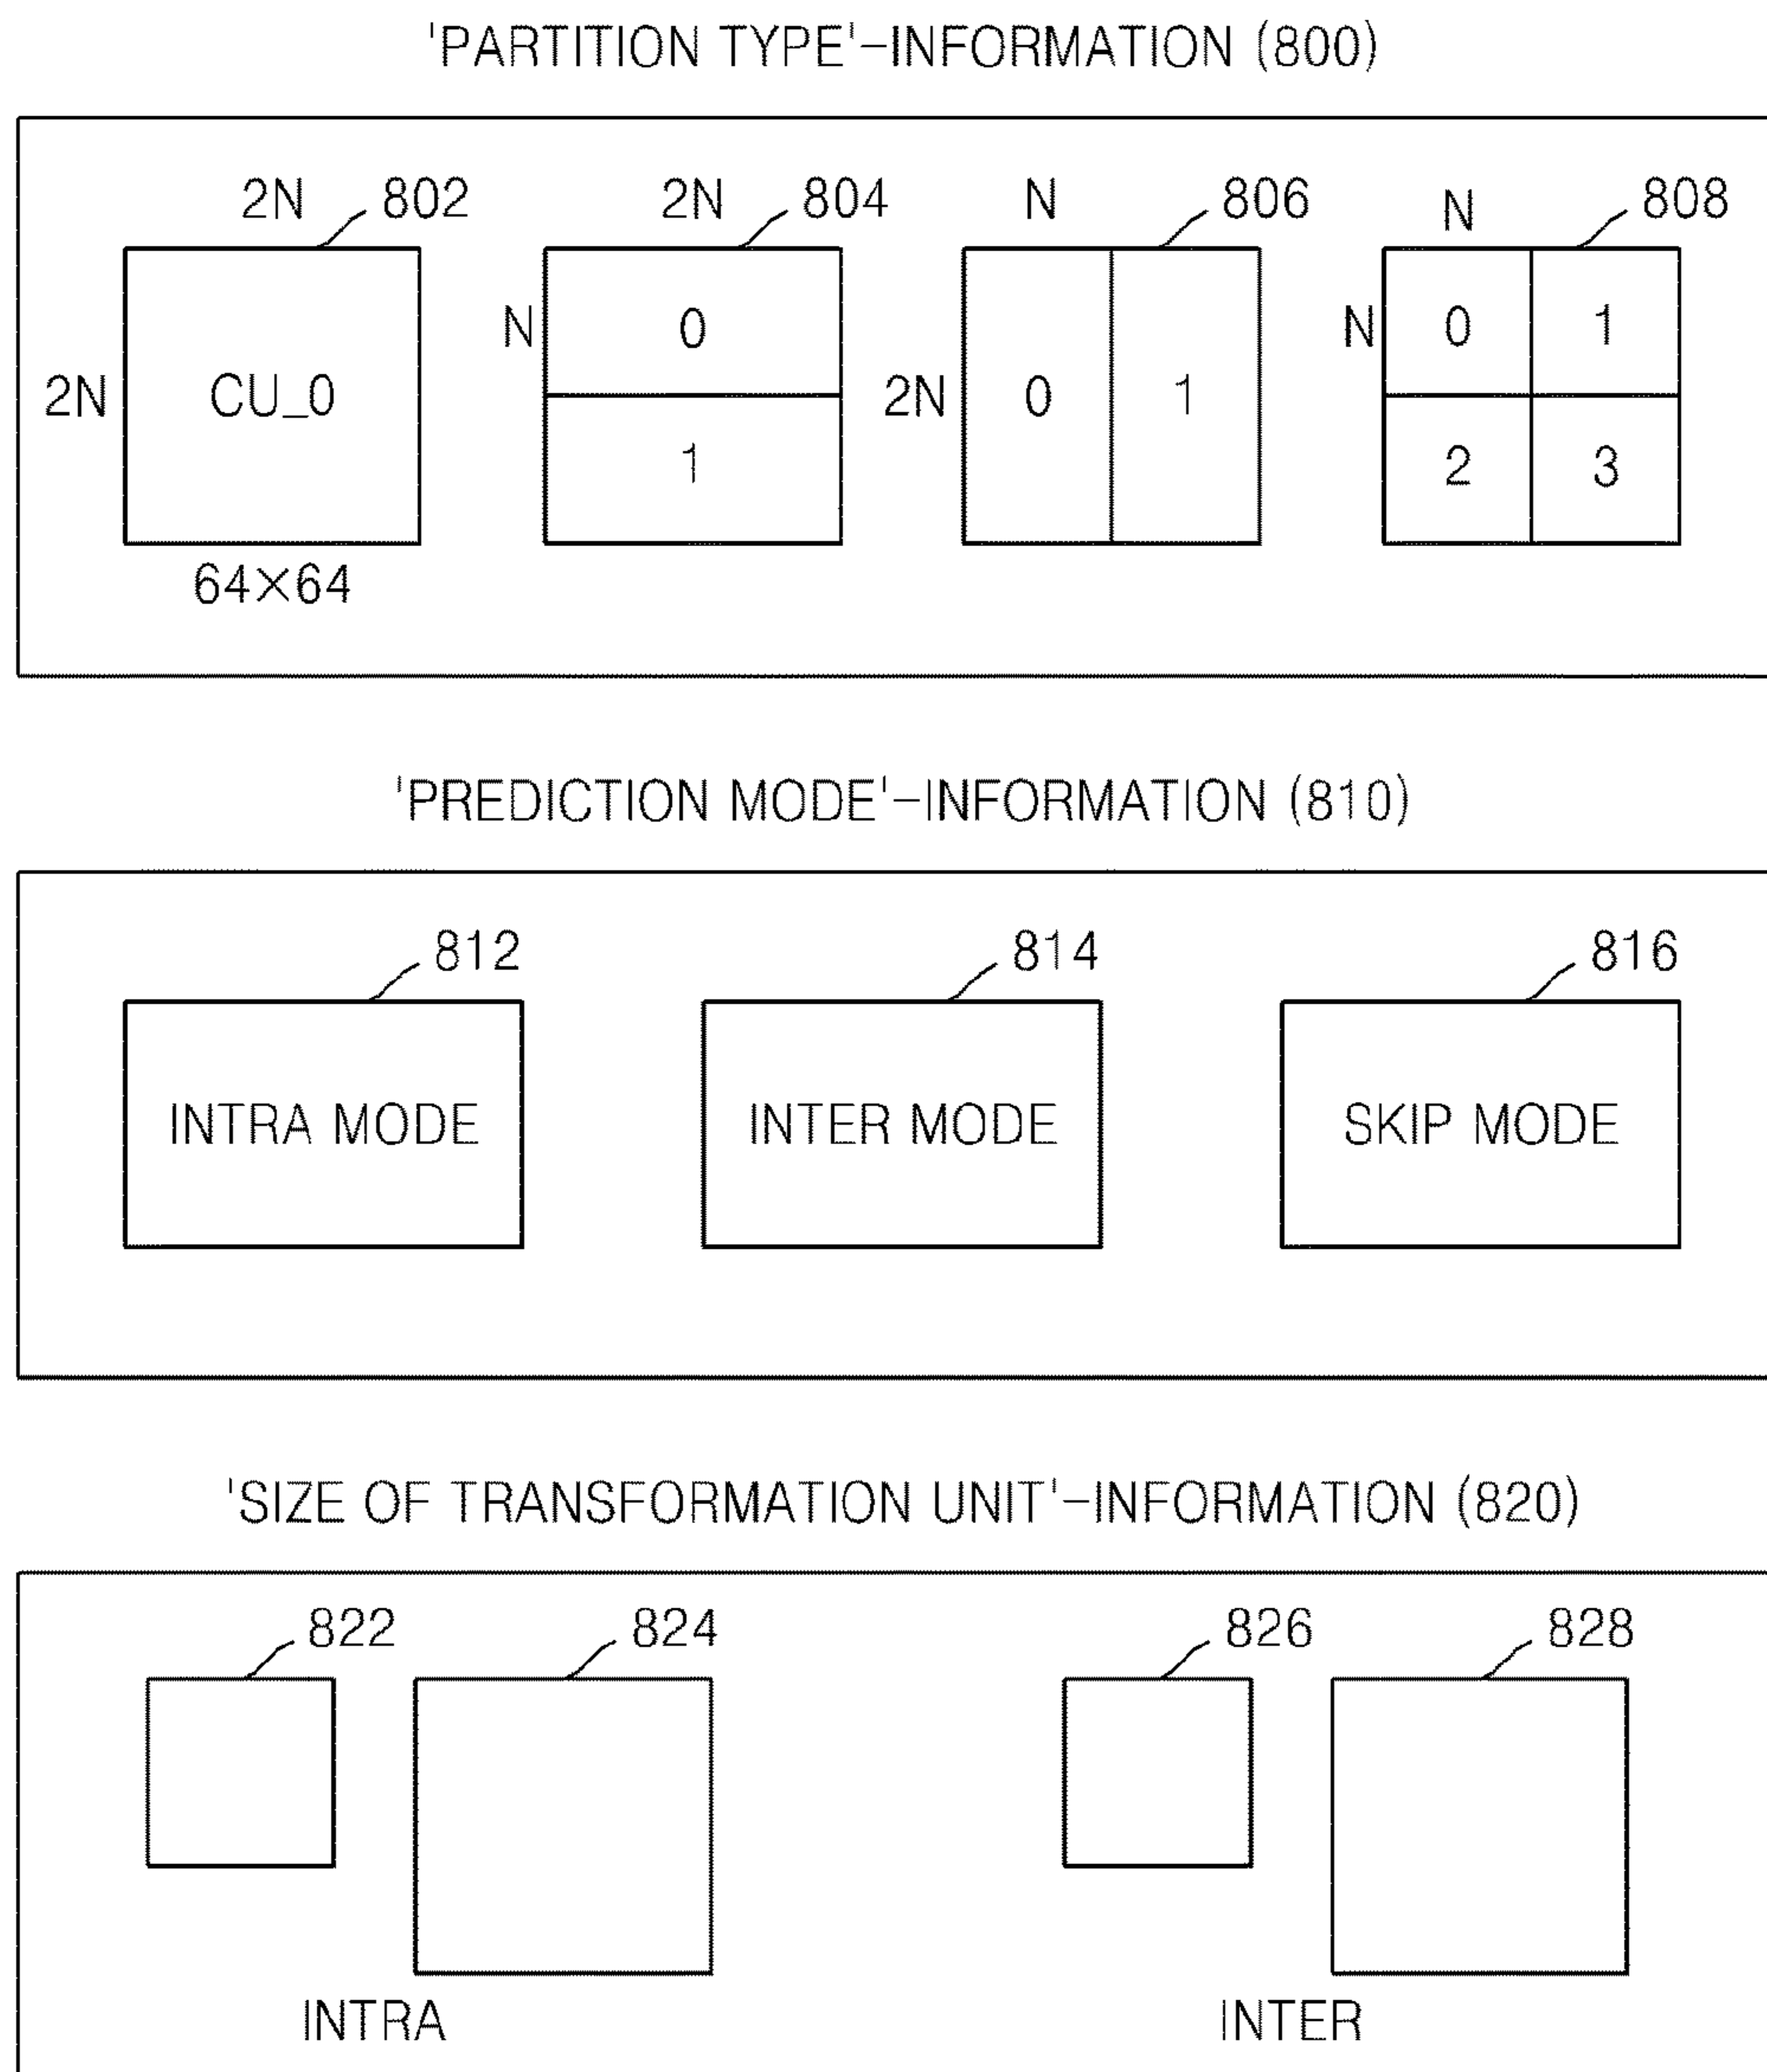 'PARTITION TYPE'-INFORMATION (800)
2N 802 2N 804 N 806 N 808
N 0 N 0 1
2N CU_0 2N 0 1
1 2 3
64×64
'PREDICTION MODE'-INFORMATION (810)
812 814 816
INTRA MODE INTER MODE SKIP MODE
'SIZE OF TRANSFORMATION UNIT'-INFORMATION (820)
822 824 826 828
INTRA INTER